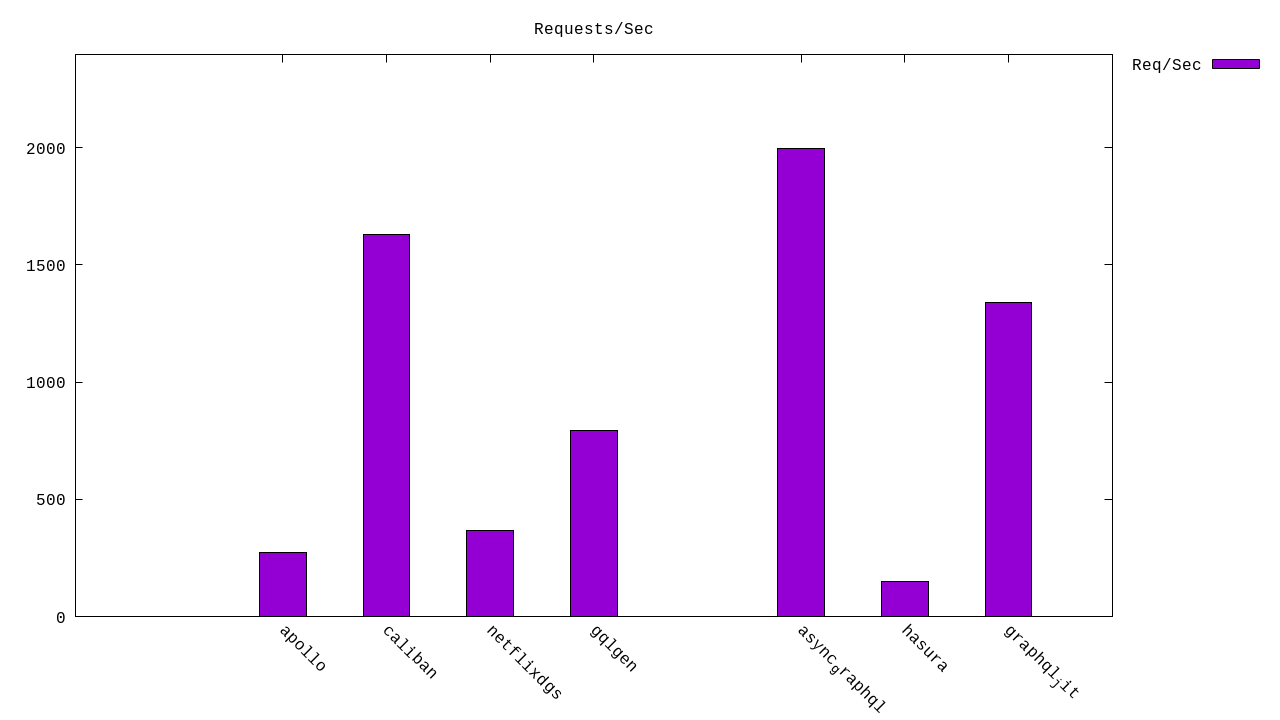 Requests/Sec
Req/Sec
2000
1500
1000
500
0
apollo
caliban
netflixdgs
gqlgen
async_graphql
hasura
graphql_jit